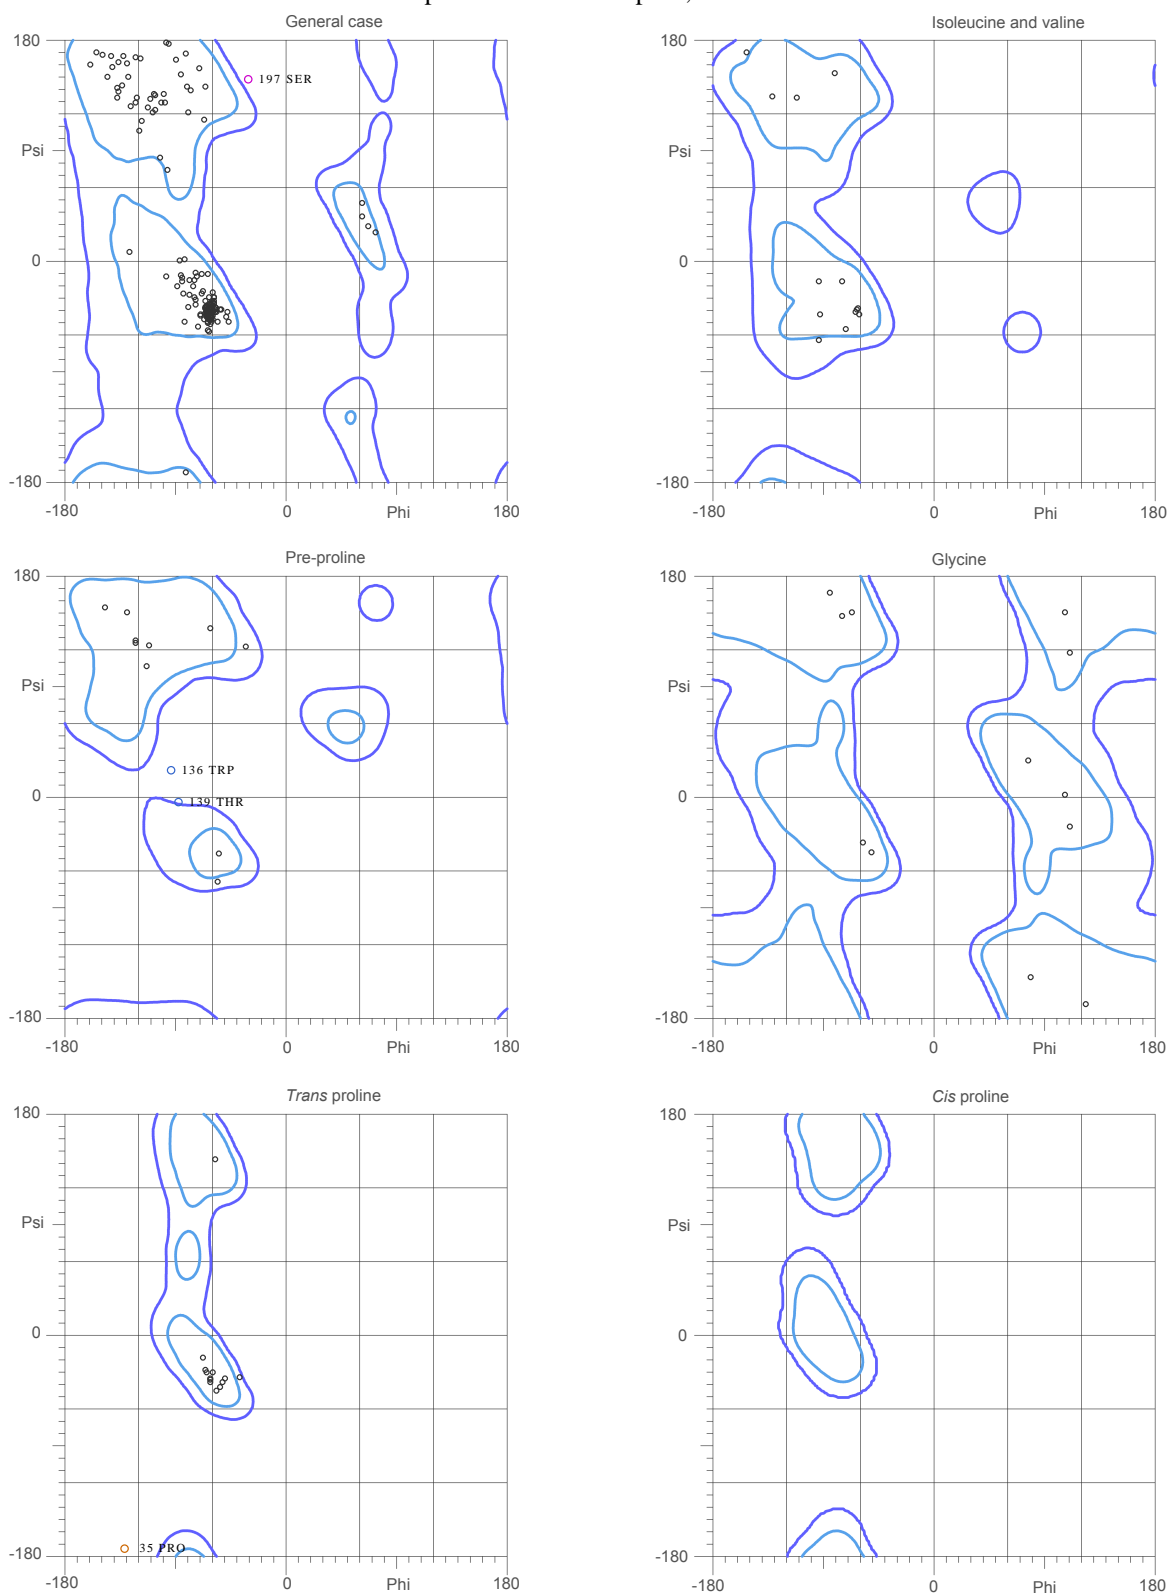 General case
Isoleucine and valine
180
197 SER
Psi
0
-180
-180
0
Phi
180
180
Psi
0
-180
-180
0
Phi
180
Pre-proline
Glycine
180
Psi
136 TRP
0
139 THR
-180
-180
0
Phi
180
180
Psi
0
-180
-180
0
Phi
180
Trans proline
Cis proline
180
Psi
0
35 PRO
-180
-180
0
Phi
180
180
Psi
0
-180
-180
0
Phi
180